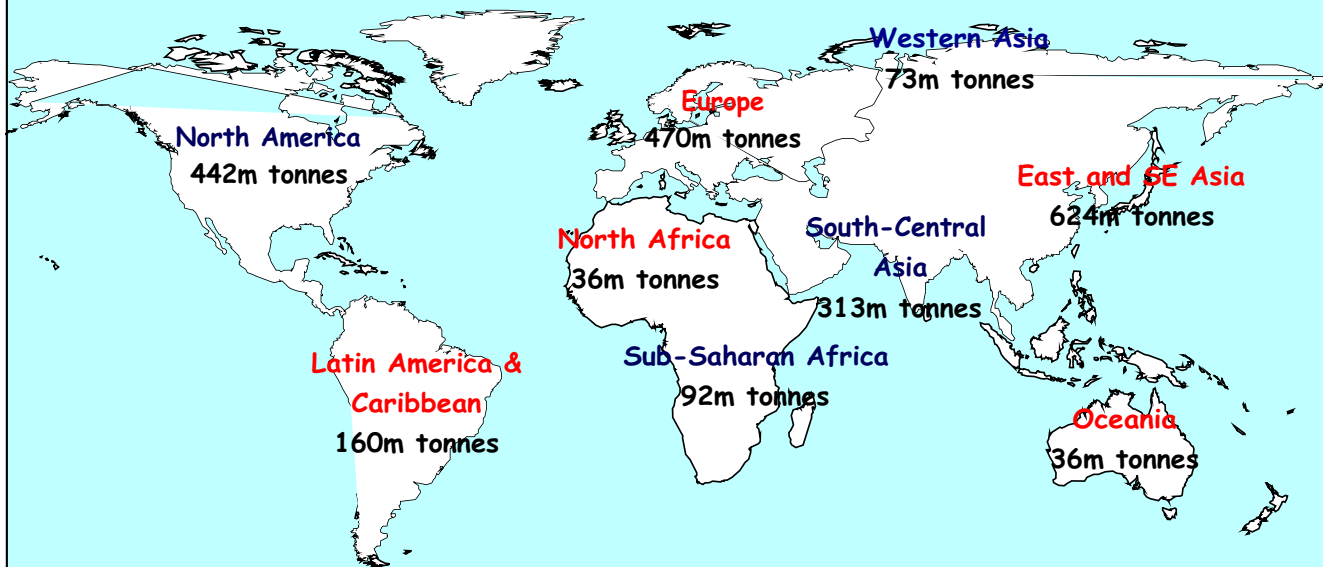 Western Asia
73m tonnes
Europe
470m tonnes
North America
442m tonnes
East and SE Asia
624m tonnes
South-Central
Asia
313m tonnes
North Africa
36m tonnes
Latin America &
Caribbean
160m tonnes
Sub-Saharan Africa
92m tonnes
Oceania
36m tonnes